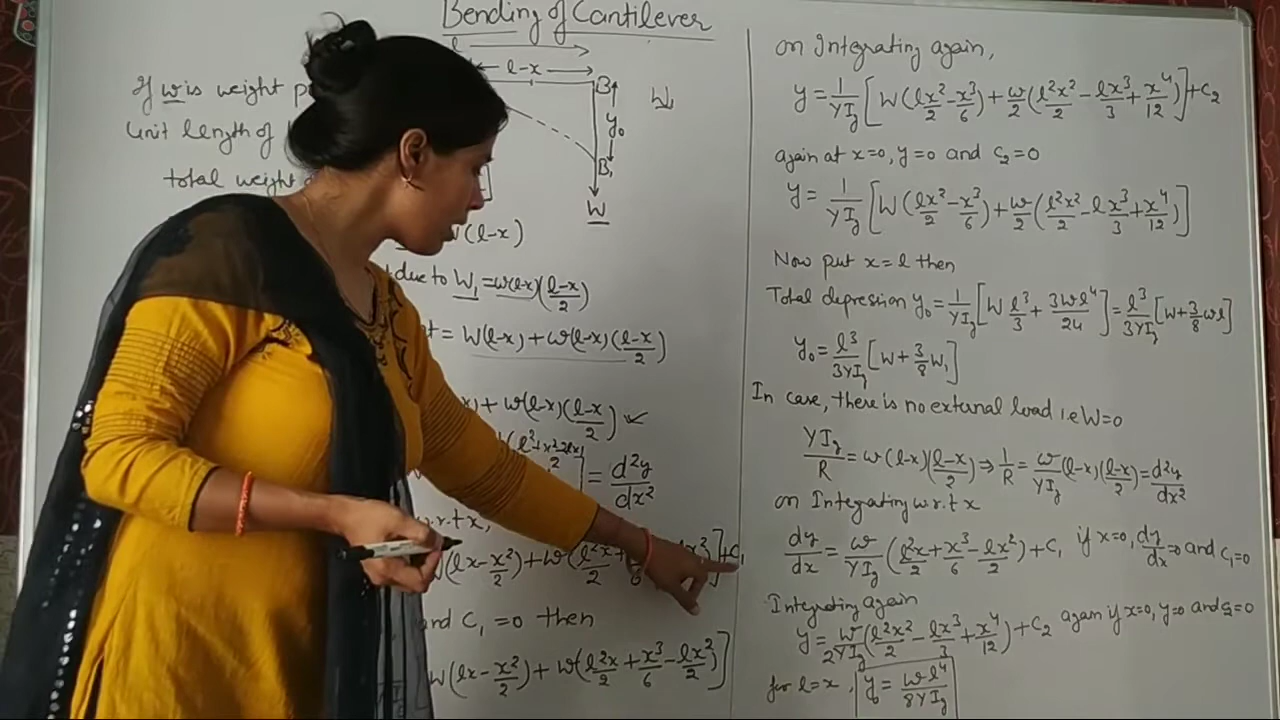 Bending of Cantilever
l
l-x
B
If w is weight p
W↓
unit length of
y₀
B₁
total weight
W
(l-x)
due to W₁ = w(l-x)(l-x/2)
t = W(l-x) + w(l-x)(l-x/2)
) + w(l-x)(l-x/2) ✓
= d²y/dx²
w.r.t x,
(lx - x²/2) + w(l²x/2 +
] + C₁
and C₁ = 0 then
W(lx - x²/2) + w(l²x/2 + x³/6 - lx²/2)]
on Integrating again,
y = 1/YI_g [W(lx²/2 - x³/6) + w/2(l²x²/2 - lx³/3 + x⁴/12)] + C₂
again at x=0, y=0 and C₂=0
y = 1/YI_g [W(lx²/2 - x³/6) + w/2(l²x²/2 - lx³/3 + x⁴/12)]
Now put x = l then
Total depression y₀ = 1/YI_g [W l³/3 + 3wl⁴/24] = l³/3YI_g [W + 3/8 wl]
y₀ = l³/3YI_g [W + 3/8 W₁]
In case, there is no external load i.e W=0
YI_g/R = w(l-x)(l-x/2) ⇒ 1/R = w/YI_g (l-x)(l-x/2) = d²y/dx²
on Integrating w.r.t x
dy/dx = w/YI_g (l²x/2 + x³/6 - lx²/2) + C₁ if x=0, dy/dx=0 and C₁=0
Integrating again
y = w/2YI_g (l²x²/2 - lx³/3 + x⁴/12) + C₂ again if x=0, y=0 and C₂=0
for l=x, y₀ = wl⁴/8YI_g